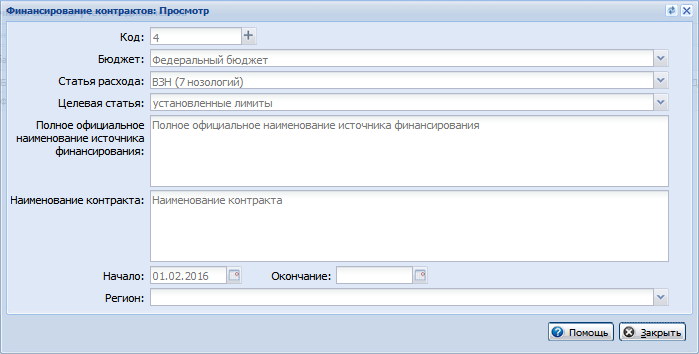 Финансирование контрактов: Просмотр
Код: 4
Бюджет: Федеральный бюджет
Статья расхода: ВЗН (7 нозологий)
Целевая статья: установленные лимиты
Полное официальное наименование источника финансирования
Полное официальное
наименование источника
финансирования:
Наименование контракта: Наименование контракта
Начало: 01.02.2016 Окончание:
Регион:
Помощь Закрыть